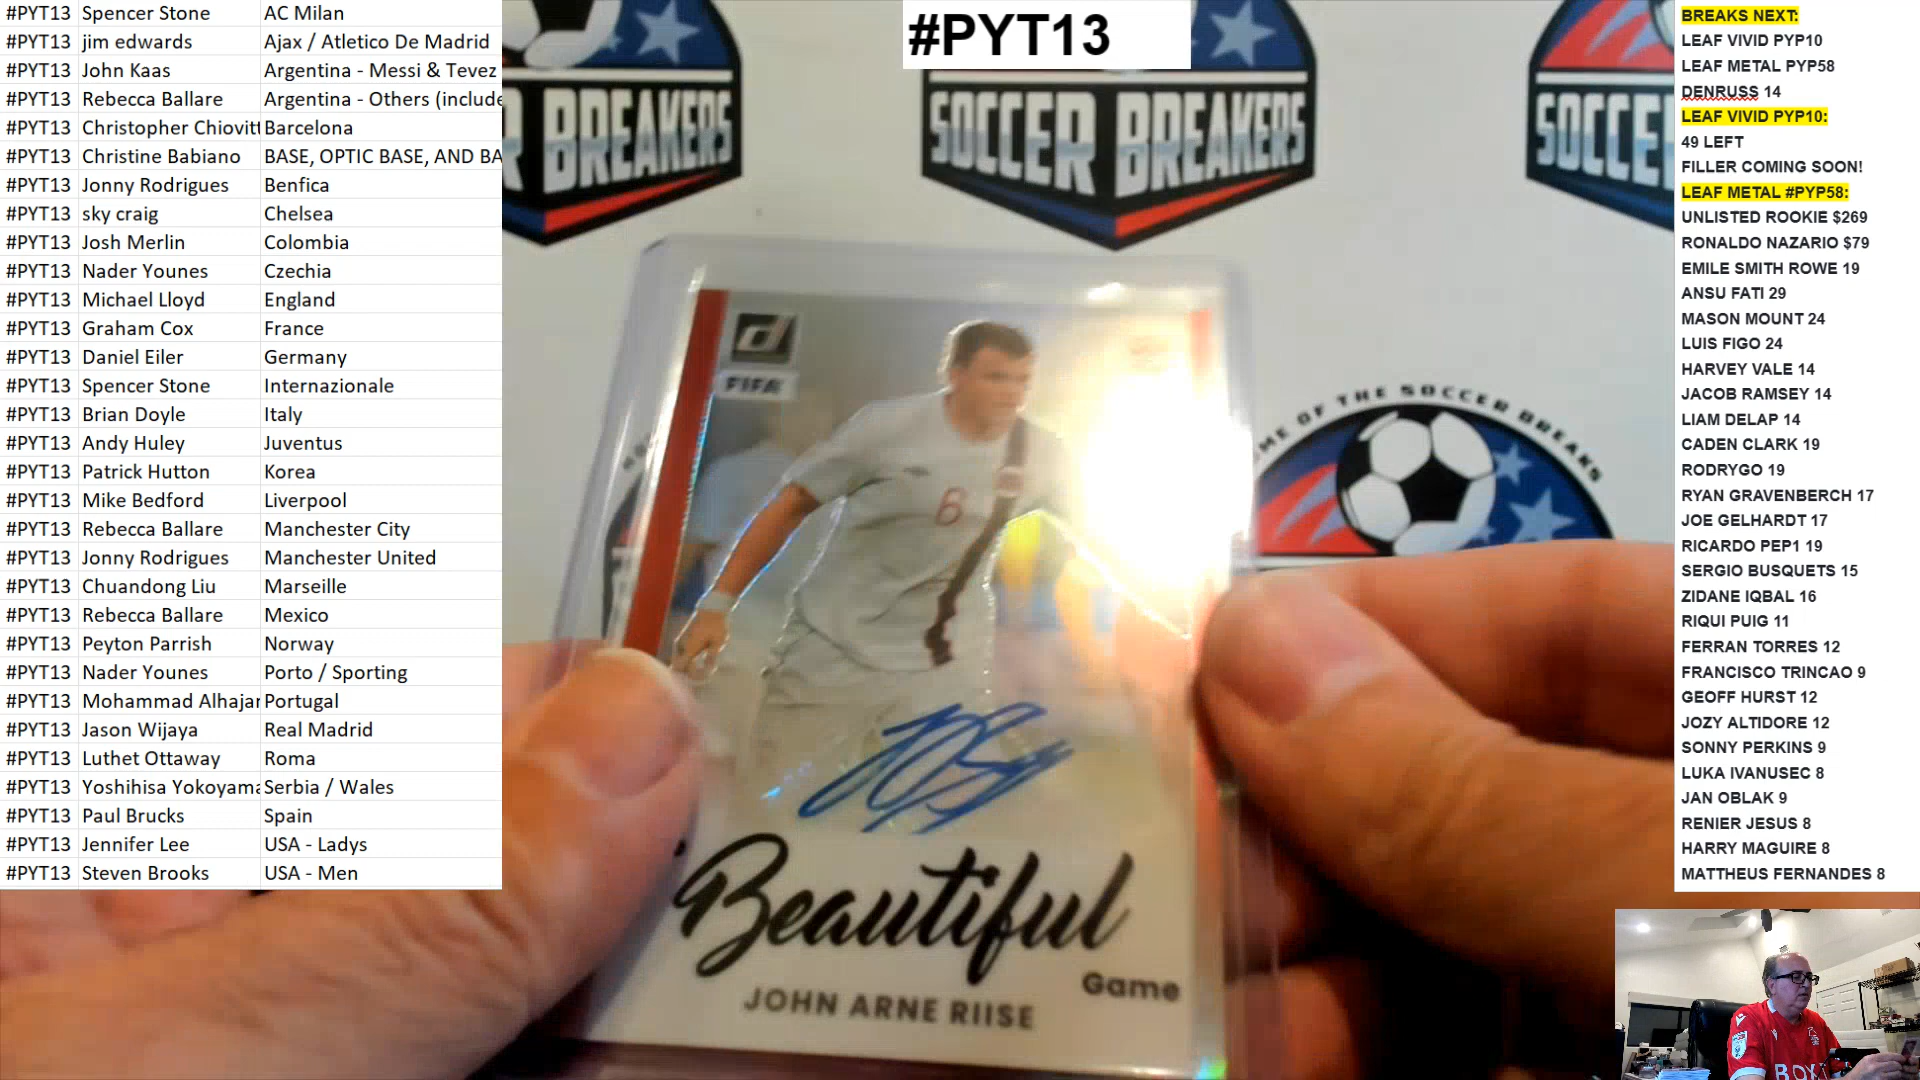 #PYT13 Spencer Stone AC Milan
#PYT13 jim edwards Ajax / Atletico De Madrid
#PYT13 John Kaas Argentina - Messi & Tevez
#PYT13 Rebecca Ballare Argentina - Others (include
#PYT13 Christopher Chiovitt Barcelona
#PYT13 Christine Babiano BASE, OPTIC BASE, AND BA
#PYT13 Jonny Rodrigues Benfica
#PYT13 sky craig Chelsea
#PYT13 Josh Merlin Colombia
#PYT13 Nader Younes Czechia
#PYT13 Michael Lloyd England
#PYT13 Graham Cox France
#PYT13 Daniel Eiler Germany
#PYT13 Spencer Stone Internazionale
#PYT13 Brian Doyle Italy
#PYT13 Andy Huley Juventus
#PYT13 Patrick Hutton Korea
#PYT13 Mike Bedford Liverpool
#PYT13 Rebecca Ballare Manchester City
#PYT13 Jonny Rodrigues Manchester United
#PYT13 Chuandong Liu Marseille
#PYT13 Rebecca Ballare Mexico
#PYT13 Peyton Parrish Norway
#PYT13 Nader Younes Porto / Sporting
#PYT13 Mohammad Alhajar Portugal
#PYT13 Jason Wijaya Real Madrid
#PYT13 Luthet Ottaway Roma
#PYT13 Yoshihisa Yokoyama Serbia / Wales
#PYT13 Paul Brucks Spain
#PYT13 Jennifer Lee USA - Ladys
#PYT13 Steven Brooks USA - Men
#PYT13
R BREAKERS
SOCCER BREAKERS
SOCCE
ME OF THE SOCCER BREAKS
d
FIFA
6
Beautiful
Game
JOHN ARNE RIISE
BREAKS NEXT:
LEAF VIVID PYP10
LEAF METAL PYP58
DENRUSS 14
LEAF VIVID PYP10:
49 LEFT
FILLER COMING SOON!
LEAF METAL #PYP58:
UNLISTED ROOKIE $269
RONALDO NAZARIO $79
EMILE SMITH ROWE 19
ANSU FATI 29
MASON MOUNT 24
LUIS FIGO 24
HARVEY VALE 14
JACOB RAMSEY 14
LIAM DELAP 14
CADEN CLARK 19
RODRYGO 19
RYAN GRAVENBERCH 17
JOE GELHARDT 17
RICARDO PEP1 19
SERGIO BUSQUETS 15
ZIDANE IQBAL 16
RIQUI PUIG 11
FERRAN TORRES 12
FRANCISCO TRINCAO 9
GEOFF HURST 12
JOZY ALTIDORE 12
SONNY PERKINS 9
LUKA IVANUSEC 8
JAN OBLAK 9
RENIER JESUS 8
HARRY MAGUIRE 8
MATTHEUS FERNANDES 8